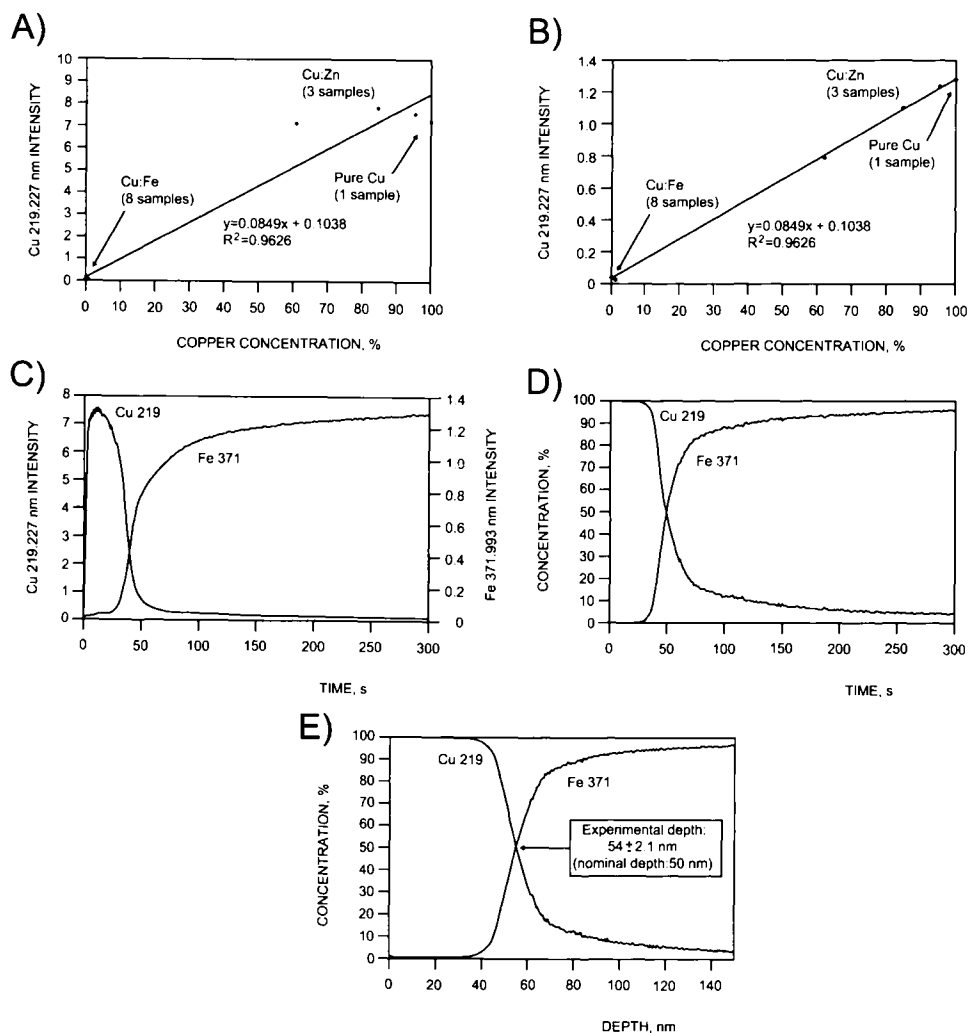 A)
10
9
8
7
6
5
4
3
2
1
0
Cu 219.227 nm INTENSITY
Cu:Zn
(3 samples)
Pure Cu
(1 sample)
Cu:Fe
(8 samples)
y=0.0849x + 0.1038
R²=0.9626
0 10 20 30 40 50 60 70 80 90 100
COPPER CONCENTRATION, %
B)
1.4
1.2
1.0
0.8
0.6
0.4
0.2
0
Cu 219.227 nm INTENSITY
Cu:Zn
(3 samples)
Pure Cu
(1 sample)
Cu:Fe
(8 samples)
y=0.0849x + 0.1038
R²=0.9626
0 10 20 30 40 50 60 70 80 90 100
COPPER CONCENTRATION, %
C)
8
7
6
5
4
3
2
1
0
Cu 219.227 nm INTENSITY
Cu 219
Fe 371
1.4
1.2
1.0
0.8
0.6
0.4
0.2
0
Fe 371.993 nm INTENSITY
0 50 100 150 200 250 300
TIME, s
D)
100
90
80
70
60
50
40
30
20
10
0
CONCENTRATION, %
Cu 219
Fe 371
0 50 100 150 200 250 300
TIME, s
E)
100
90
80
70
60
50
40
30
20
10
0
CONCENTRATION, %
Cu 219
Fe 371
Experimental depth:
54±2.1 nm
(nominal depth:50 nm)
0 20 40 60 80 100 120 140
DEPTH, nm